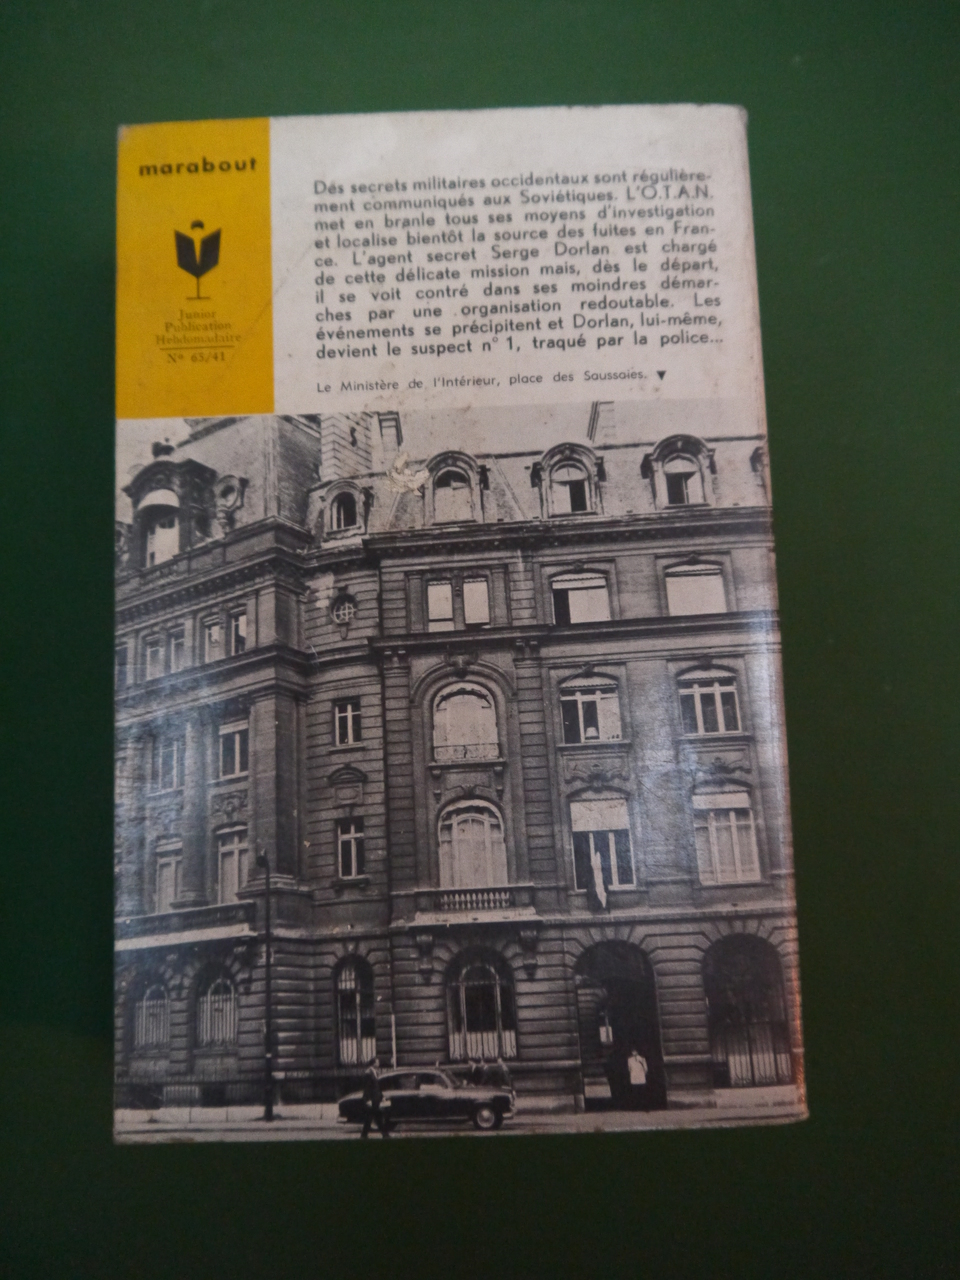 marabout
Junior
Publication
Hebdomadaire
Nº 65/41
Dés secrets militaires occidentaux sont régulière-
ment communiqués aux Soviétiques. L'O.T.A.N.
met en branle tous ses moyens d'investigation
et localise bientôt la source des fuites en Fran-
ce. L'agent secret Serge Dorlan est chargé
de cette délicate mission mais, dès le départ,
il se voit contré dans ses moindres démar-
ches par une organisation redoutable. Les
événements se précipitent et Dorlan, lui-même,
devient le suspect n° 1, traqué par la police...
Le Ministère de l'Intérieur, place des Saussaies. ▼